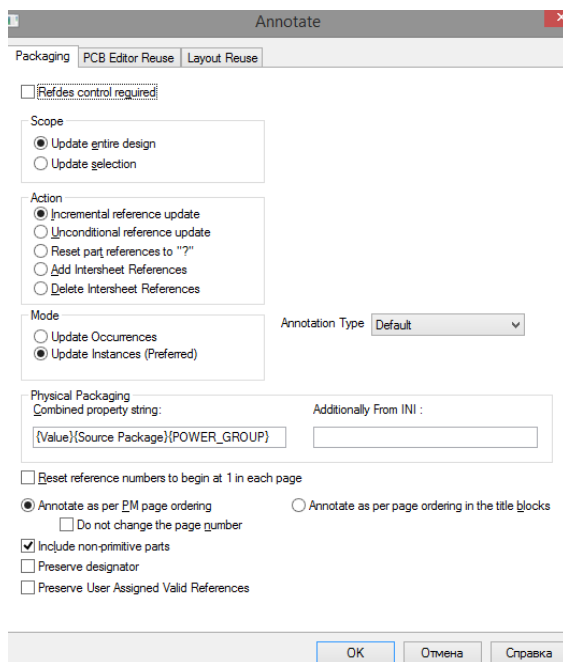 Annotate
Packaging PCB Editor Reuse Layout Reuse
Refdes control required
Scope
Update entire design
Update selection
Action
Incremental reference update
Unconditional reference update
Reset part references to "?"
Add Intersheet References
Delete Intersheet References
Mode
Update Occurrences
Update Instances (Preferred)
Annotation Type Default
Physical Packaging
Combined property string: Additionally From INI :
{Value}{Source Package}{POWER_GROUP}
Reset reference numbers to begin at 1 in each page
Annotate as per PM page ordering Annotate as per page ordering in the title blocks
Do not change the page number
Include non-primitive parts
Preserve designator
Preserve User Assigned Valid References
OK Отмена Справка